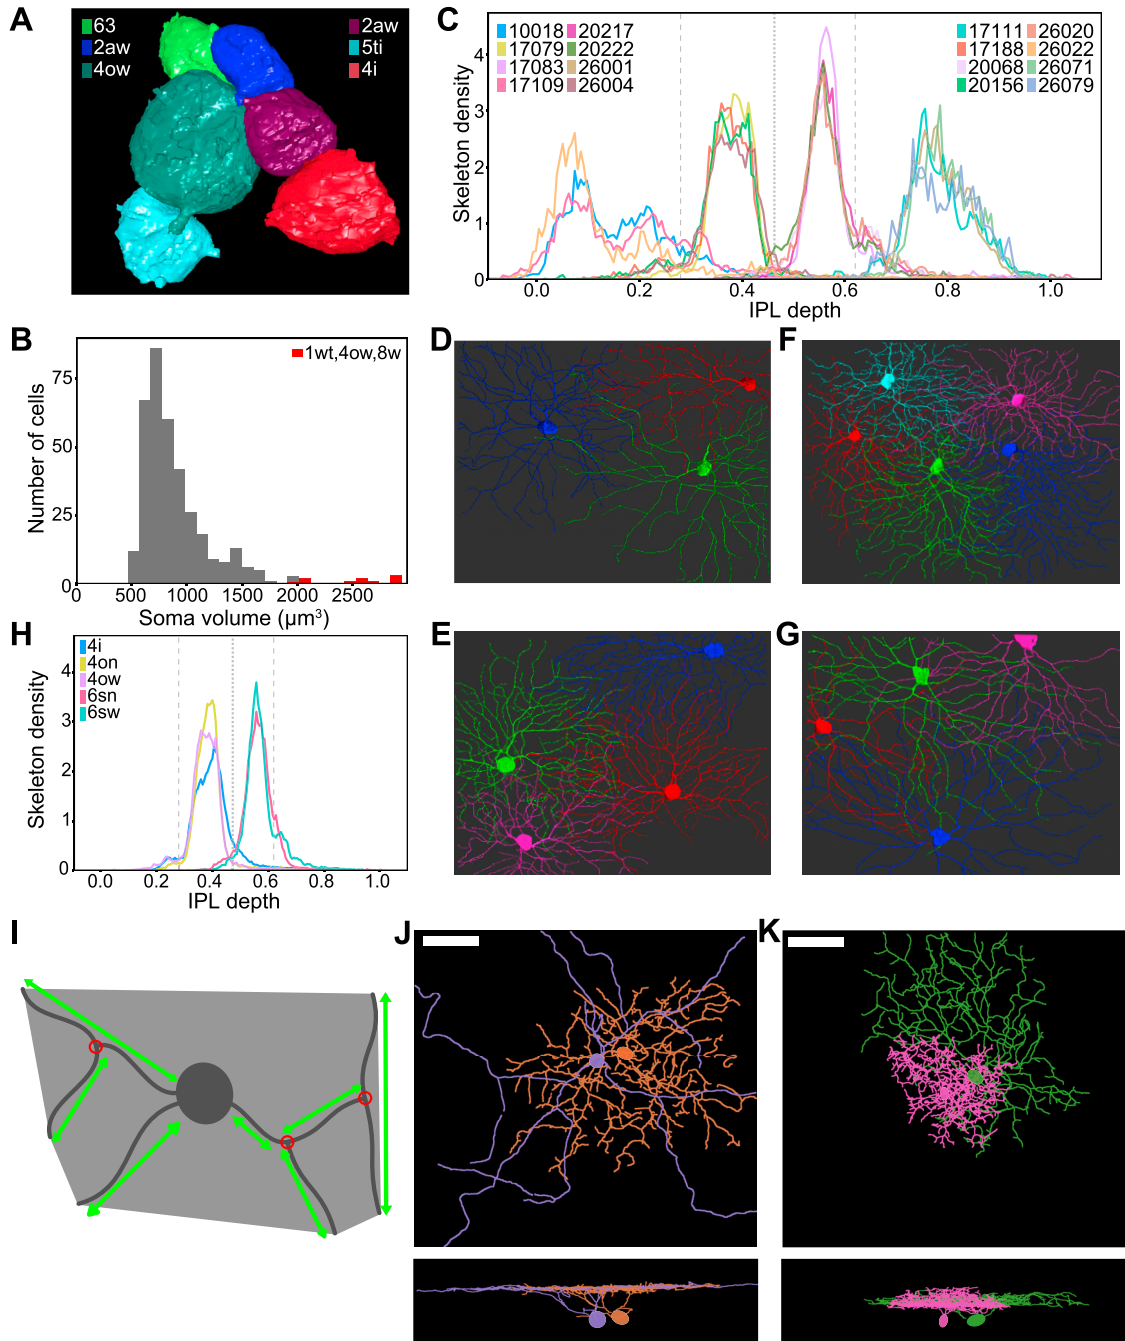 A
63
2aw
4ow
2aw
5ti
4i
C
Skeleton density
4
3
2
1
0
10018 20217
17079 20222
17083 26001
17109 26004
17111 26020
17188 26022
20068 26071
20156 26079
0.0 0.2 0.4 0.6 0.8 1.0
IPL depth
B
Number of cells
75
50
25
0
1wt,4ow,8w
0 500 1000 1500 2000 2500
Soma volume (µm³)
D
F
E
G
H
Skeleton density
4
3
2
1
0
4i
4on
4ow
6sn
6sw
0.0 0.2 0.4 0.6 0.8 1.0
IPL depth
I
J
K